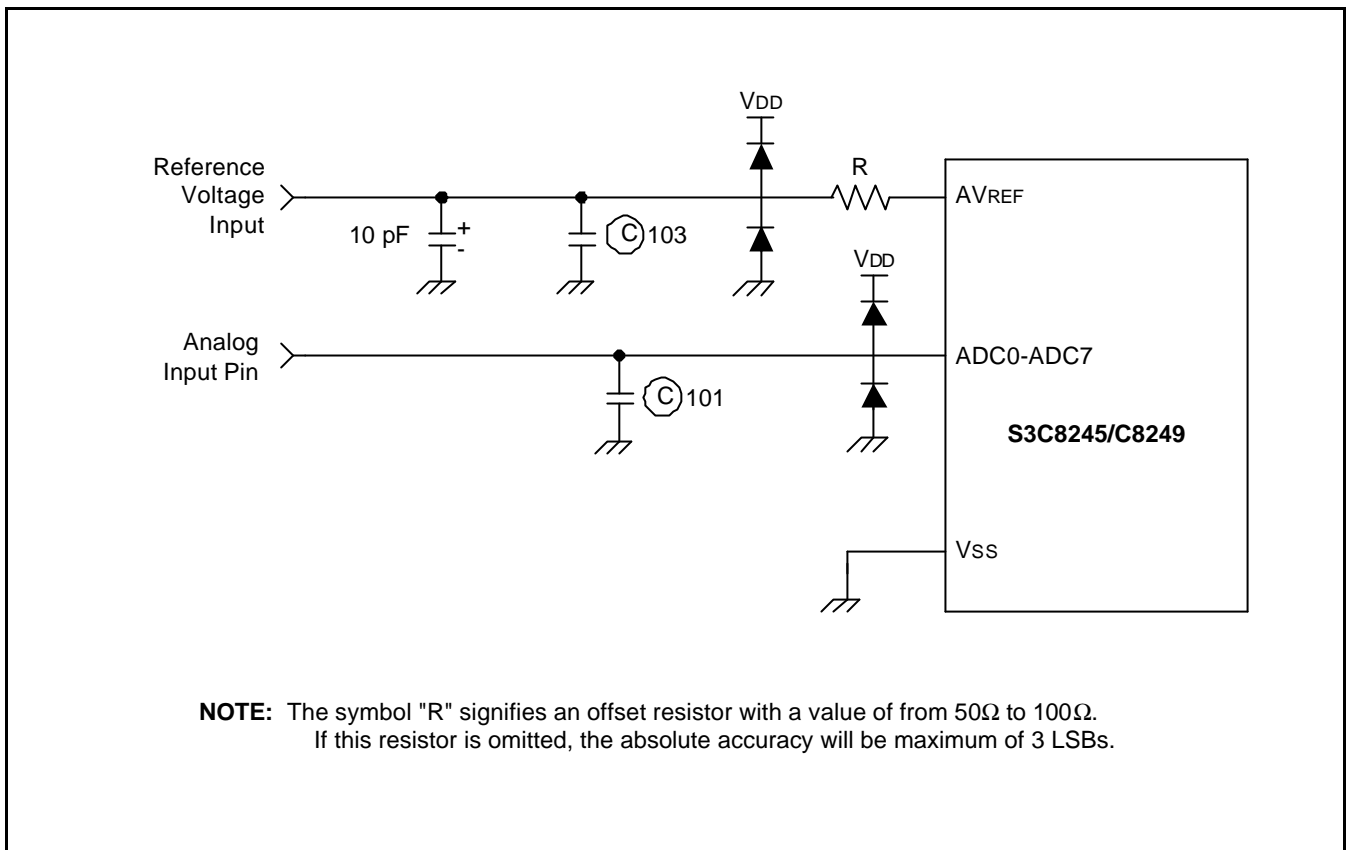 VDD
Reference
Voltage
Input
R
AVREF
10 pF
+
-
C 103
VDD
Analog
Input Pin
ADC0-ADC7
C 101
S3C8245/C8249
VSS
NOTE: The symbol "R" signifies an offset resistor with a value of from 50Ω to 100Ω.
If this resistor is omitted, the absolute accuracy will be maximum of 3 LSBs.